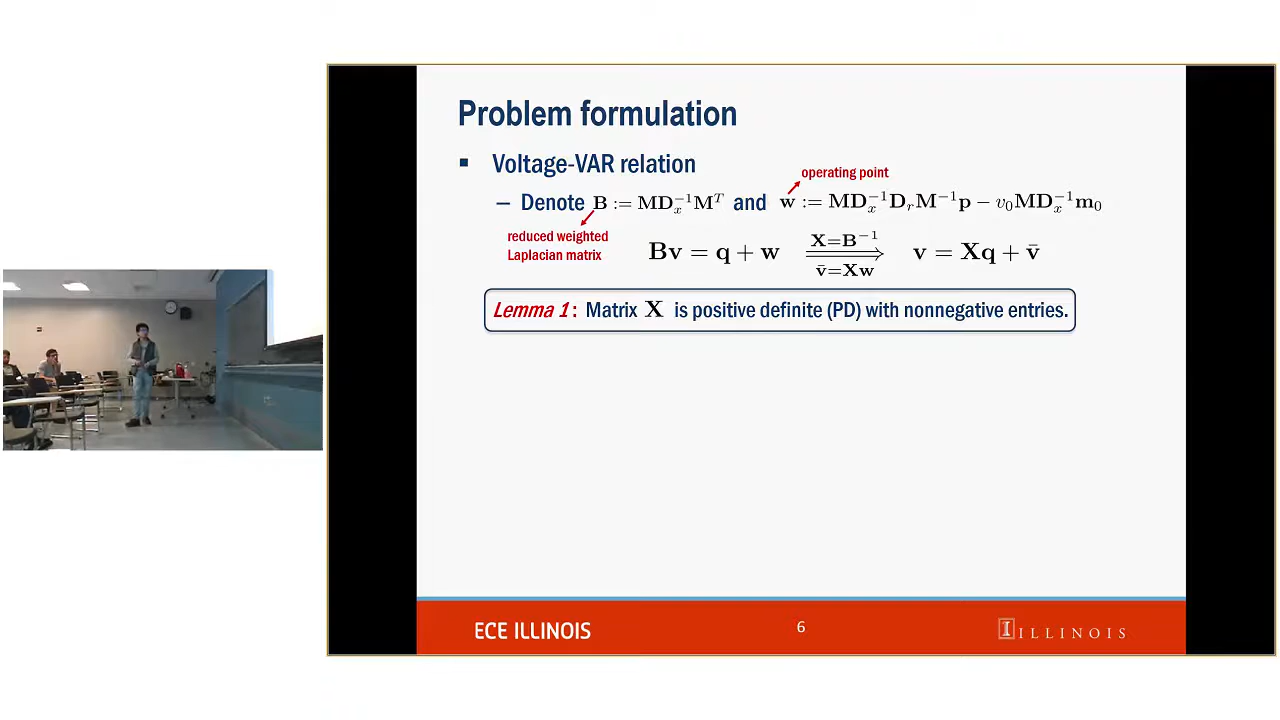 Problem formulation
▪ Voltage-VAR relation
operating point
– Denote B := MD_x^{-1}M^T and w := MD_x^{-1}D_rM^{-1}p − v_0MD_x^{-1}m_0
reduced weighted
Laplacian matrix
Bv = q + w ⟹ (X=B^{-1}, v̄=Xw) v = Xq + v̄
Lemma 1: Matrix X is positive definite (PD) with nonnegative entries.
ECE ILLINOIS 6 I ILLINOIS